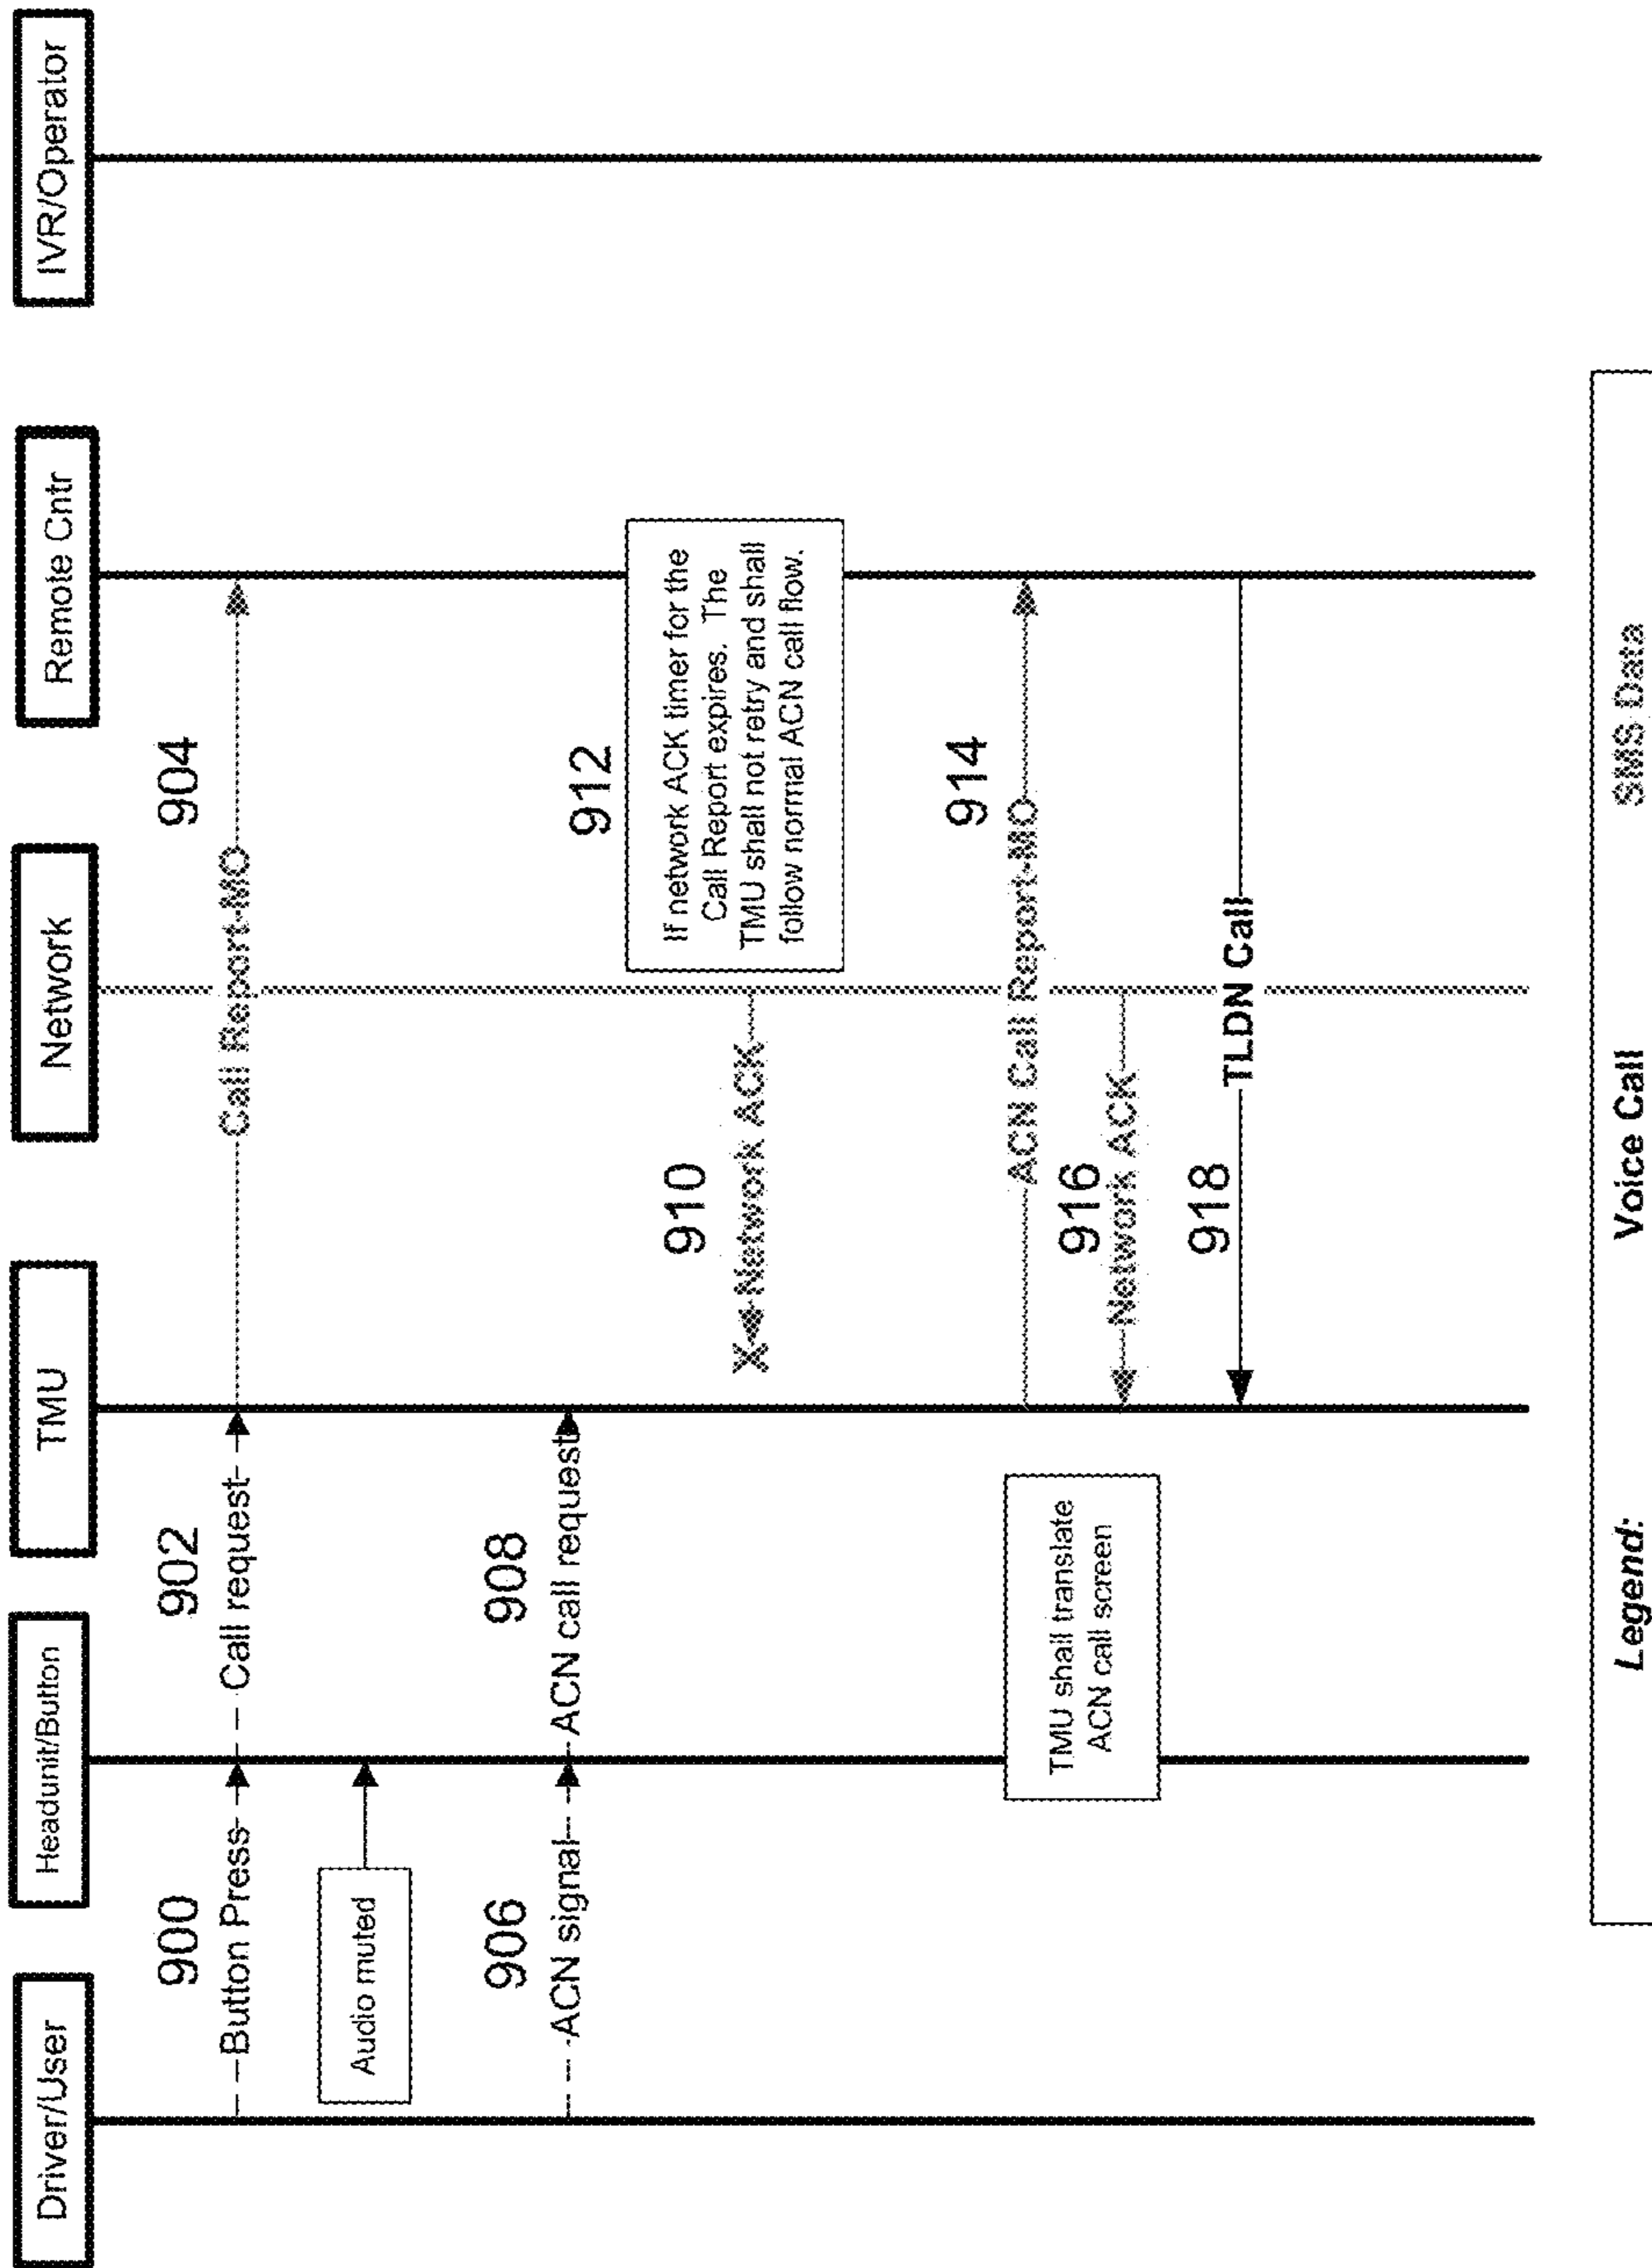 Driver/User
Headunit/Button
TMU
Network
Remote Cntr
IVR/Operator
900
902
904
Button Press
Call request
Call Report-MO
Audio muted
906
908
ACN signal
ACN call request
912
If network ACK timer for the
Call Report expires. The
TMU shall not retry and shall
follow normal ACN call flow.
910
X
Network ACK
914
ACN Call Report-MO
TMU shall translate
ACN call screen
916
Network ACK
918
TLDN Call
Legend:
Voice Call
SMS Data